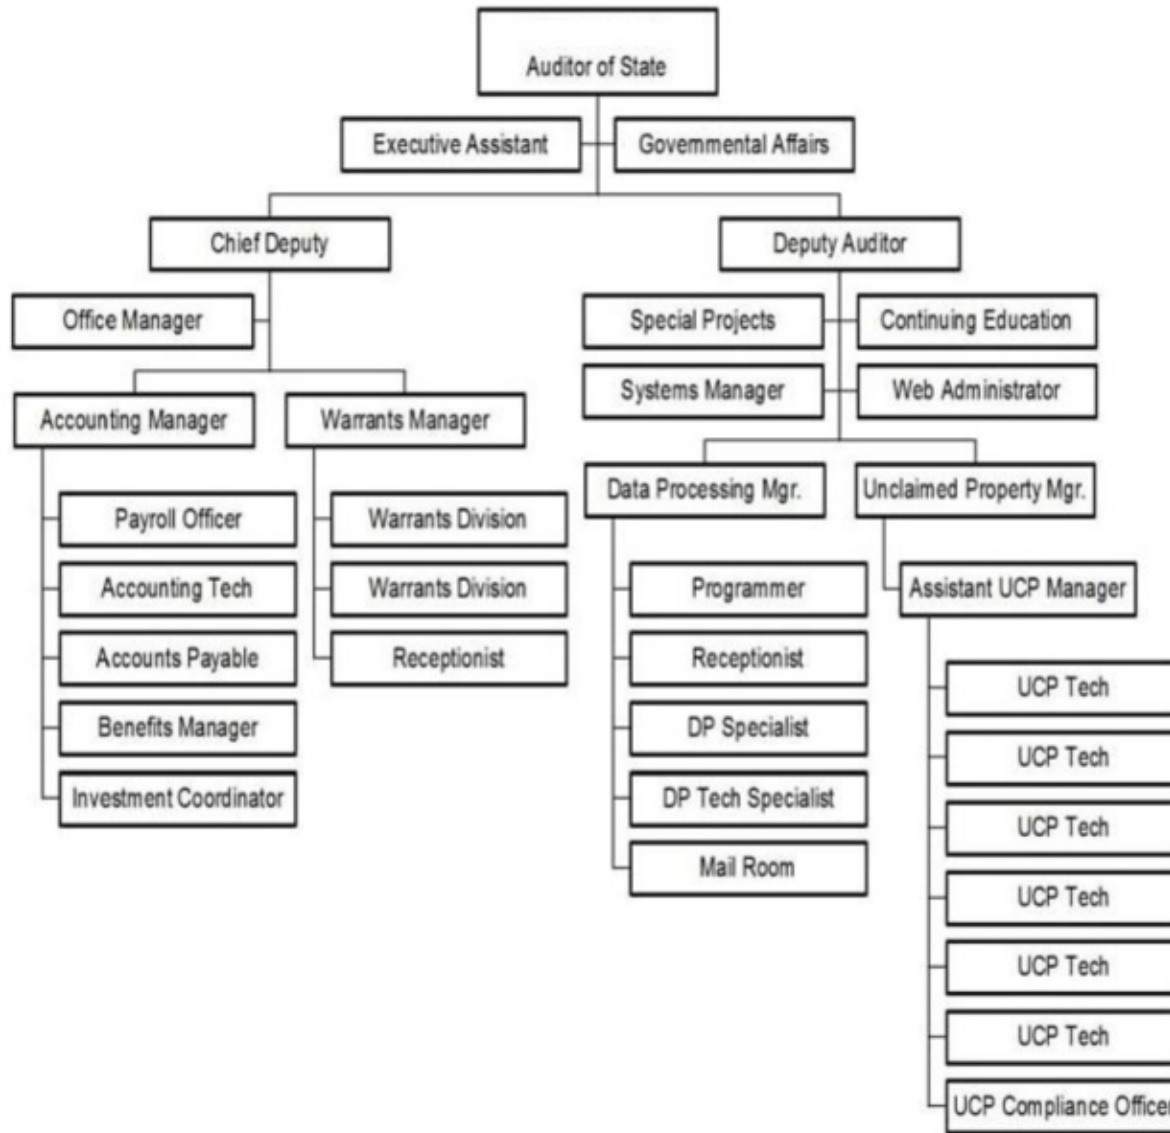 Auditor of State
Executive Assistant
Governmental Affairs
Chief Deputy
Deputy Auditor
Office Manager
Special Projects
Continuing Education
Systems Manager
Web Administrator
Accounting Manager
Warrants Manager
Data Processing Mgr.
Unclaimed Property Mgr.
Payroll Officer
Accounting Tech
Accounts Payable
Benefits Manager
Investment Coordinator
Warrants Division
Warrants Division
Receptionist
Programmer
Receptionist
DP Specialist
DP Tech Specialist
Mail Room
Assistant UCP Manager
UCP Tech
UCP Tech
UCP Tech
UCP Tech
UCP Tech
UCP Tech
UCP Compliance Officer